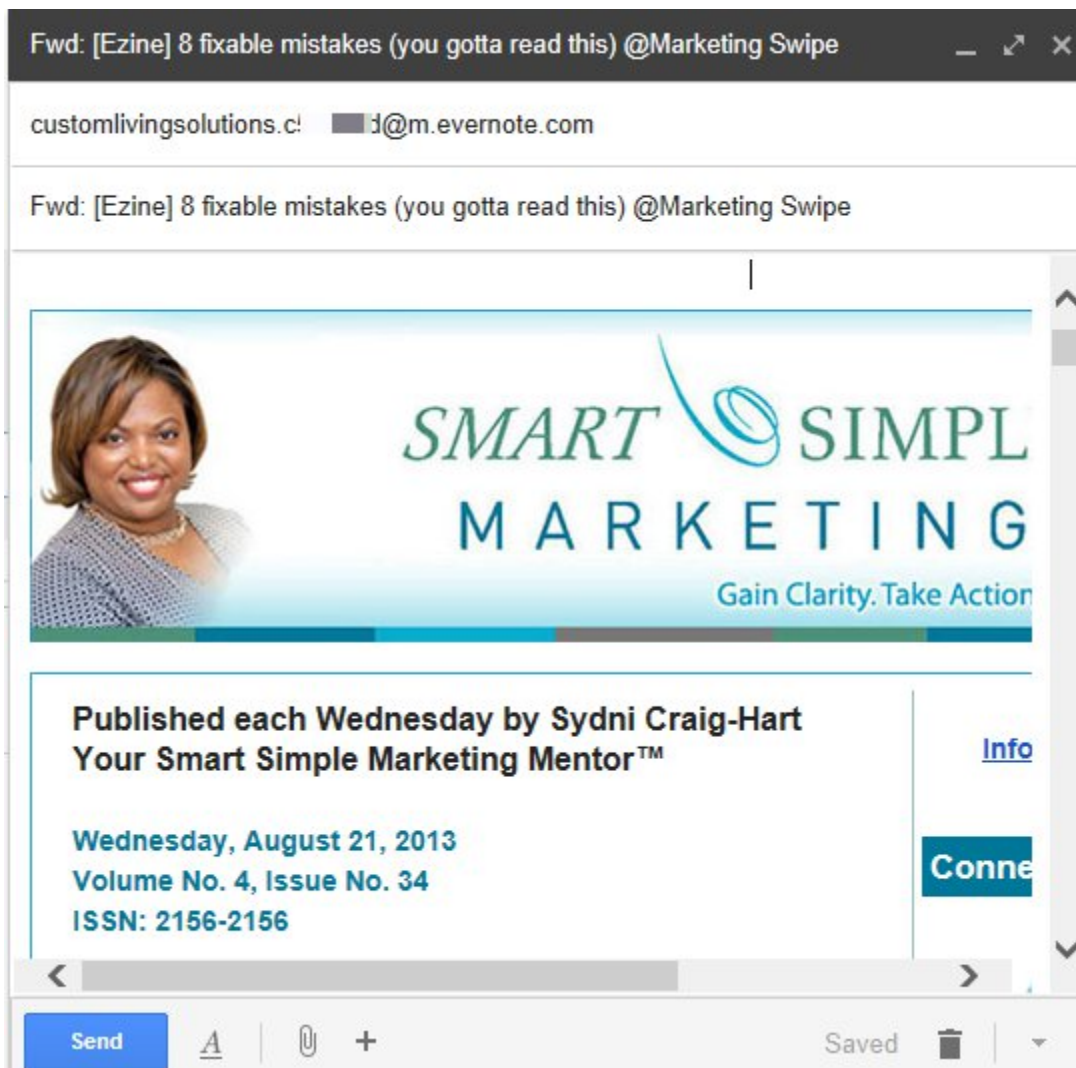 Fwd: [Ezine] 8 fixable mistakes (you gotta read this) @Marketing Swipe
customlivingsolutions.c @m.evernote.com
Fwd: [Ezine] 8 fixable mistakes (you gotta read this) @Marketing Swipe
SMART SIMPL
MARKETING
Gain Clarity. Take Action
Published each Wednesday by Sydni Craig-Hart
Your Smart Simple Marketing Mentor™
Info
Wednesday, August 21, 2013
Volume No. 4, Issue No. 34
ISSN: 2156-2156
Conne
Send
A
Saved